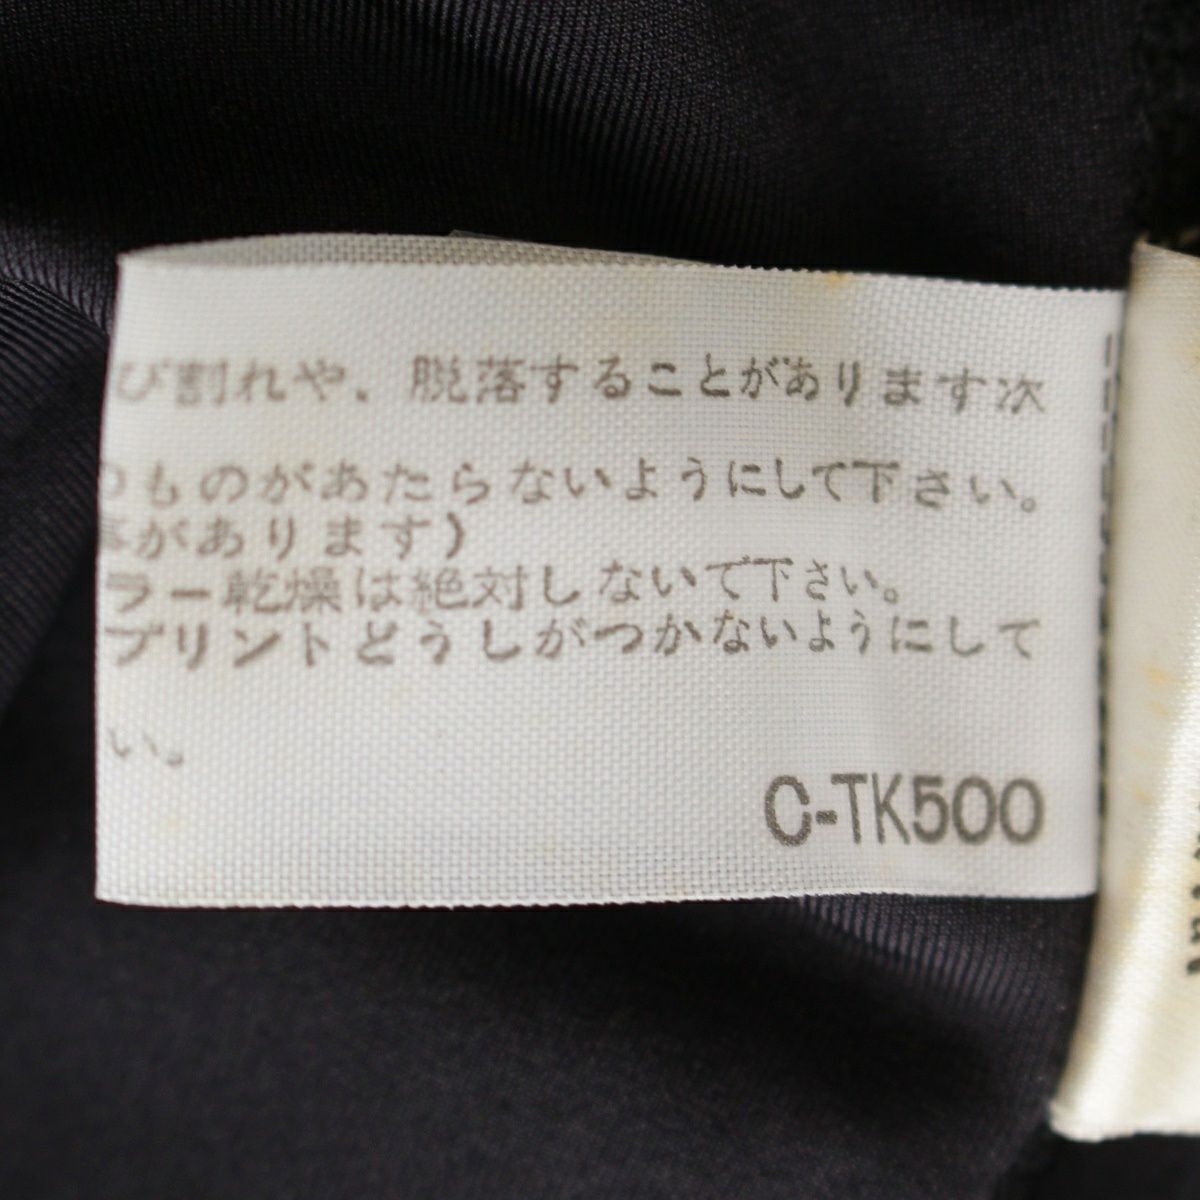 び割れや、脱落することがあります次
のものがあたらないようにして下さい。
事があります)
ラー乾燥は絶対しないで下さい。
プリントどうしがつかないようにして
い。
C-TK500